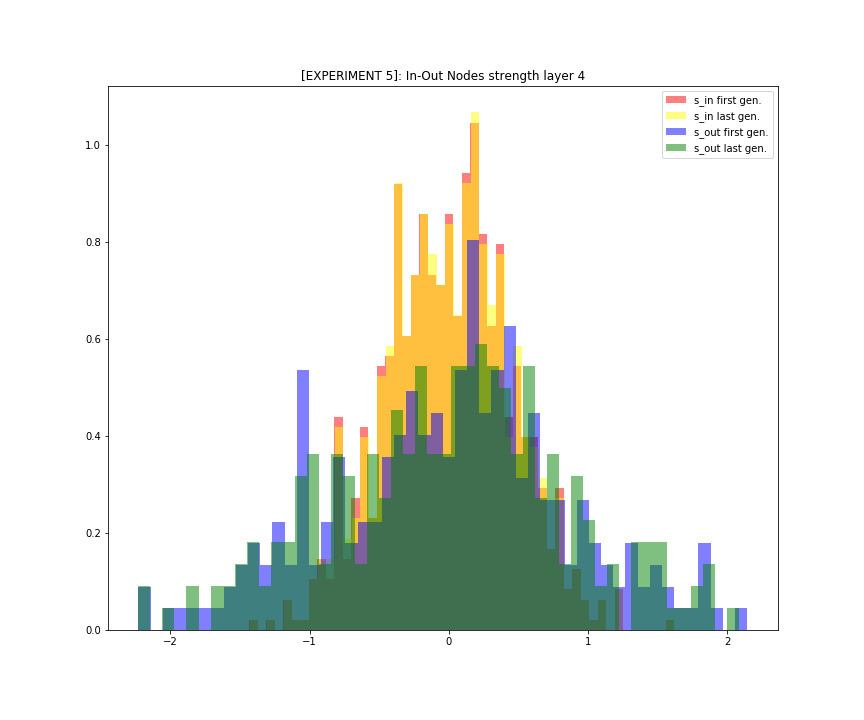 [EXPERIMENT 5]: In-Out Nodes strength layer 4
s_in first gen.
s_in last gen.
s_out first gen.
s_out last gen.
1.0
0.8
0.6
0.4
0.2
0.0
−2 −1 0 1 2